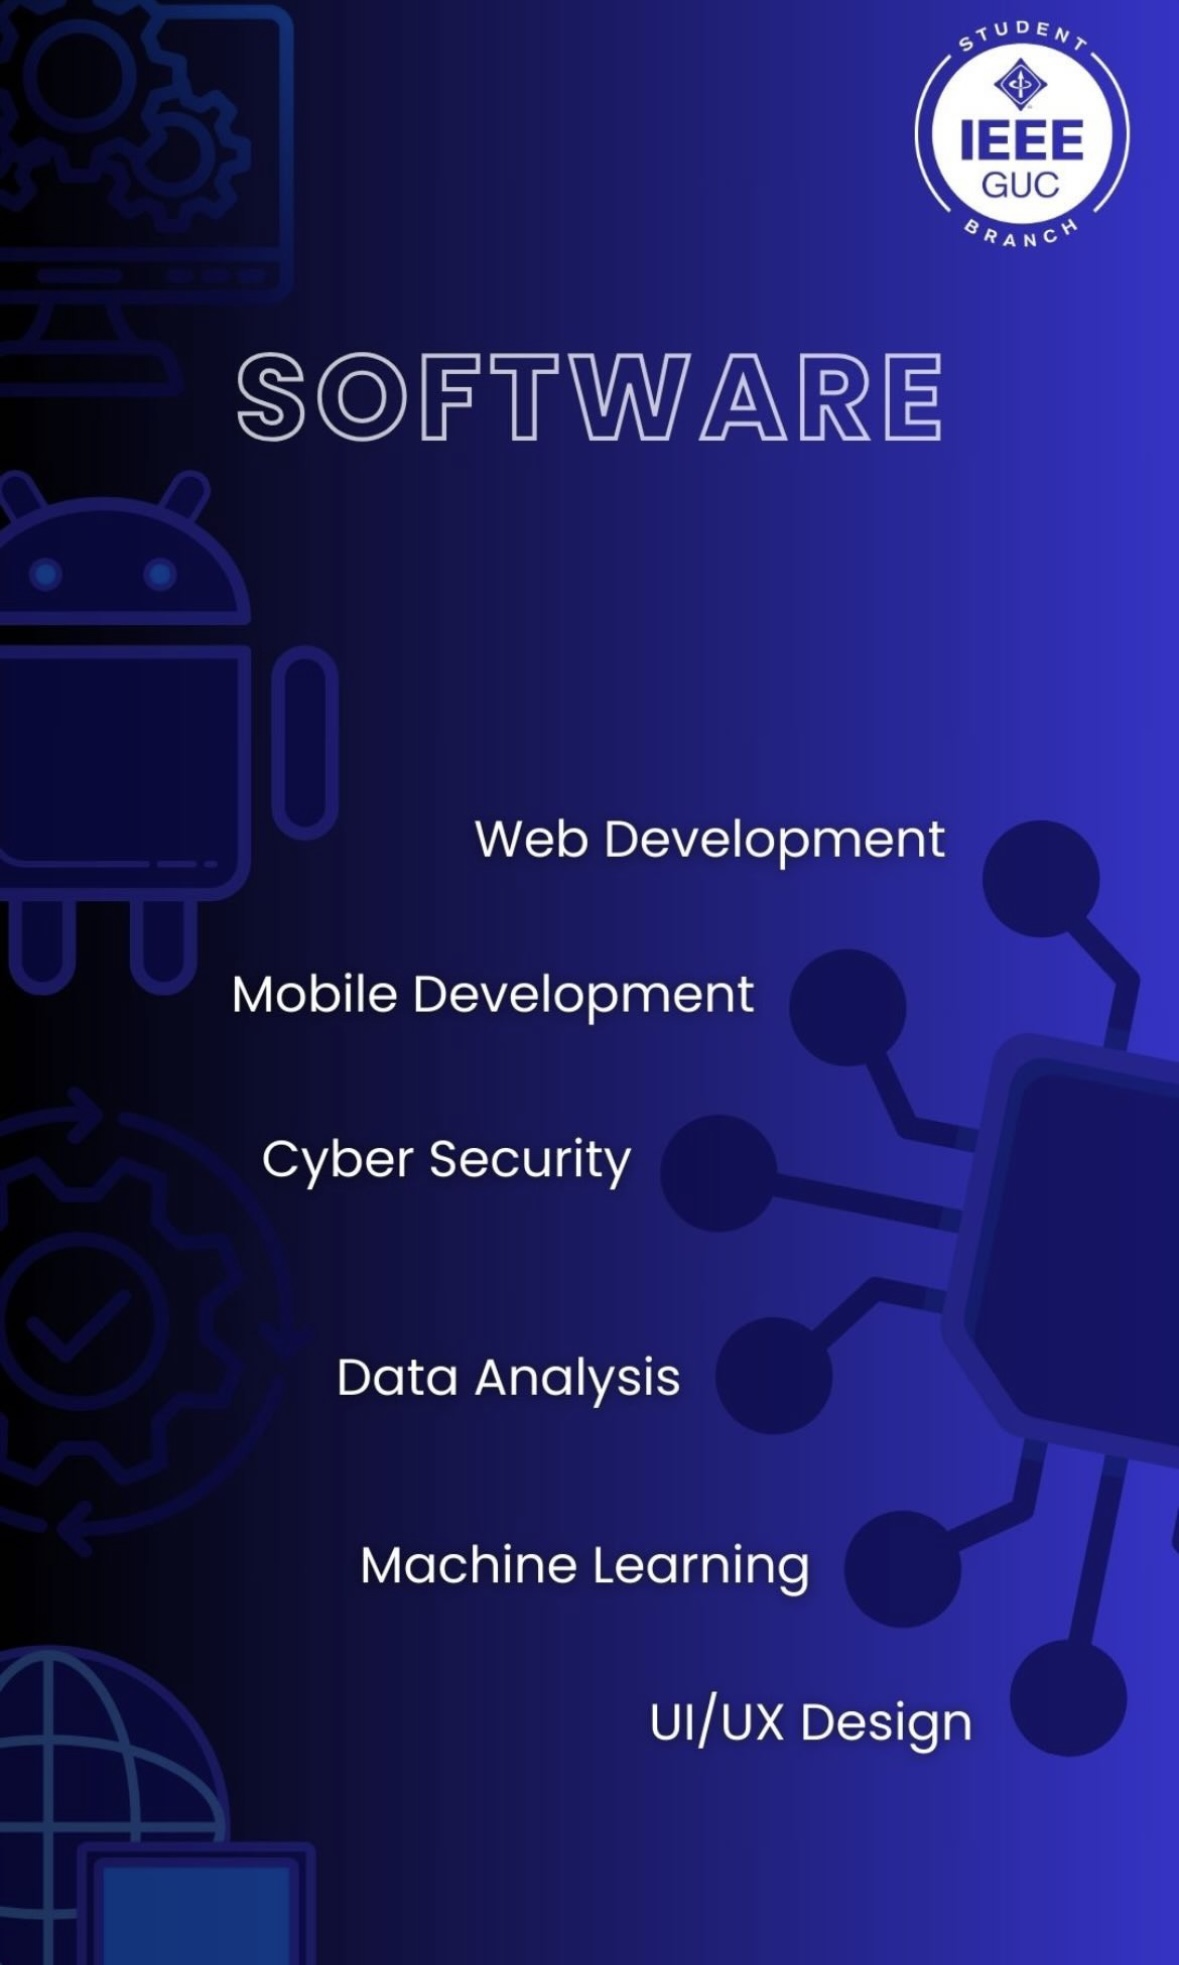 STUDENT
IEEE
GUC
BRANCH
SOFTWARE
Web Development
Mobile Development
Cyber Security
Data Analysis
Machine Learning
UI/UX Design